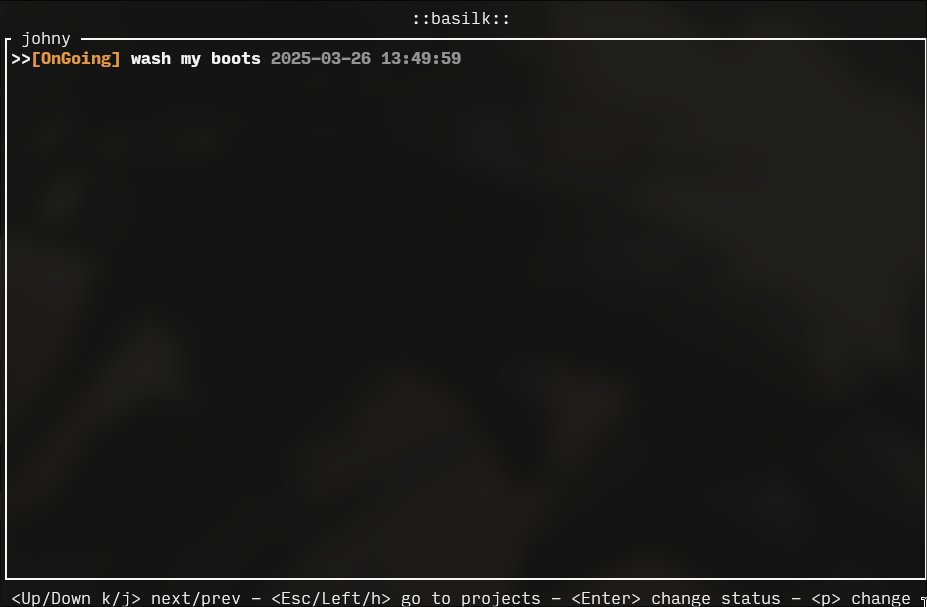 ::basilk::
johny
>>[OnGoing] wash my boots 2025-03-26 13:49:59
<Up/Down k/j> next/prev – <Esc/Left/h> go to projects – <Enter> change status – <p> change